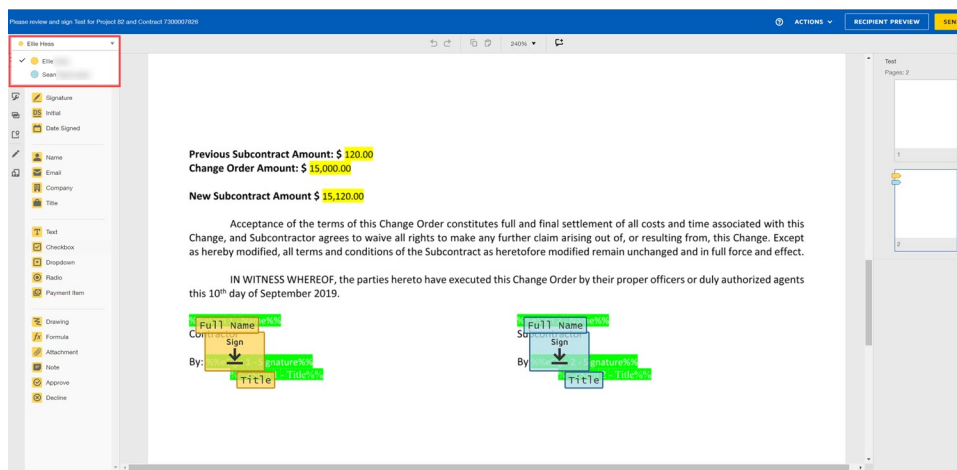 Please review and sign Test for Project 82 and Contract 7300007826
ACTIONS
RECIPIENT PREVIEW
SEN
Ellie Hess
240%
Ellie
Sean
Signature
DS Initial
Date Signed
Name
Email
Company
Title
T Text
Checkbox
Dropdown
Radio
Payment Item
Drawing
fx Formula
Attachment
Note
Approve
Decline
Previous Subcontract Amount: $ 120.00
Change Order Amount: $ 15,000.00
New Subcontract Amount $ 15,120.00
Acceptance of the terms of this Change Order constitutes full and final settlement of all costs and time associated with this
Change, and Subcontractor agrees to waive all rights to make any further claim arising out of, or resulting from, this Change. Except
as hereby modified, all terms and conditions of the Subcontract as heretofore modified remain unchanged and in full force and effect.
IN WITNESS WHEREOF, the parties hereto have executed this Change Order by their proper officers or duly authorized agents
this 10th day of September 2019.
Full Name
Sign
By:
Title
Full Name
Sign
By
Title
Test
Pages: 2
1
2